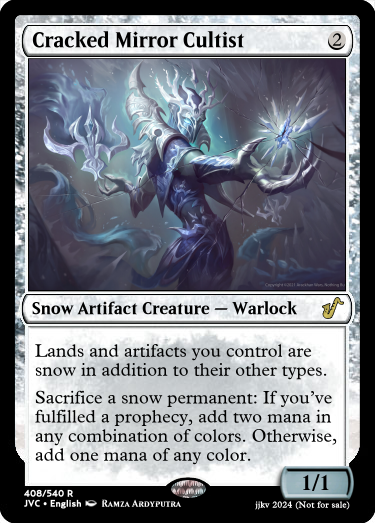 Cracked Mirror Cultist 2
Snow Artifact Creature — Warlock
Lands and artifacts you control are
snow in addition to their other types.
Sacrifice a snow permanent: If you've
fulfilled a prophecy, add two mana in
any combination of colors. Otherwise,
add one mana of any color.
1/1
408/540 R
JVC • English RAMZA ARDYPUTRA
jjkv 2024 (Not for sale)